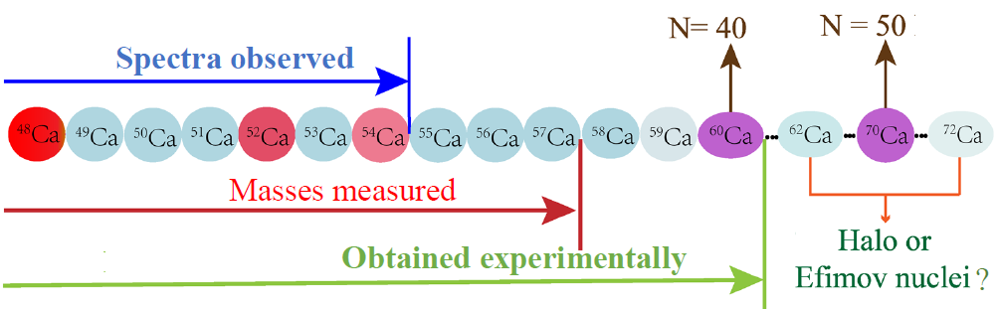 N= 40
N = 50
Spectra observed
⁴⁸Ca ⁴⁹Ca ⁵⁰Ca ⁵¹Ca ⁵²Ca ⁵³Ca ⁵⁴Ca ⁵⁵Ca ⁵⁶Ca ⁵⁷Ca ⁵⁸Ca ⁵⁹Ca ⁶⁰Ca ... ⁶²Ca ... ⁷⁰Ca ... ⁷²Ca
Masses measured
Halo or
Obtained experimentally
Efimov nuclei ?